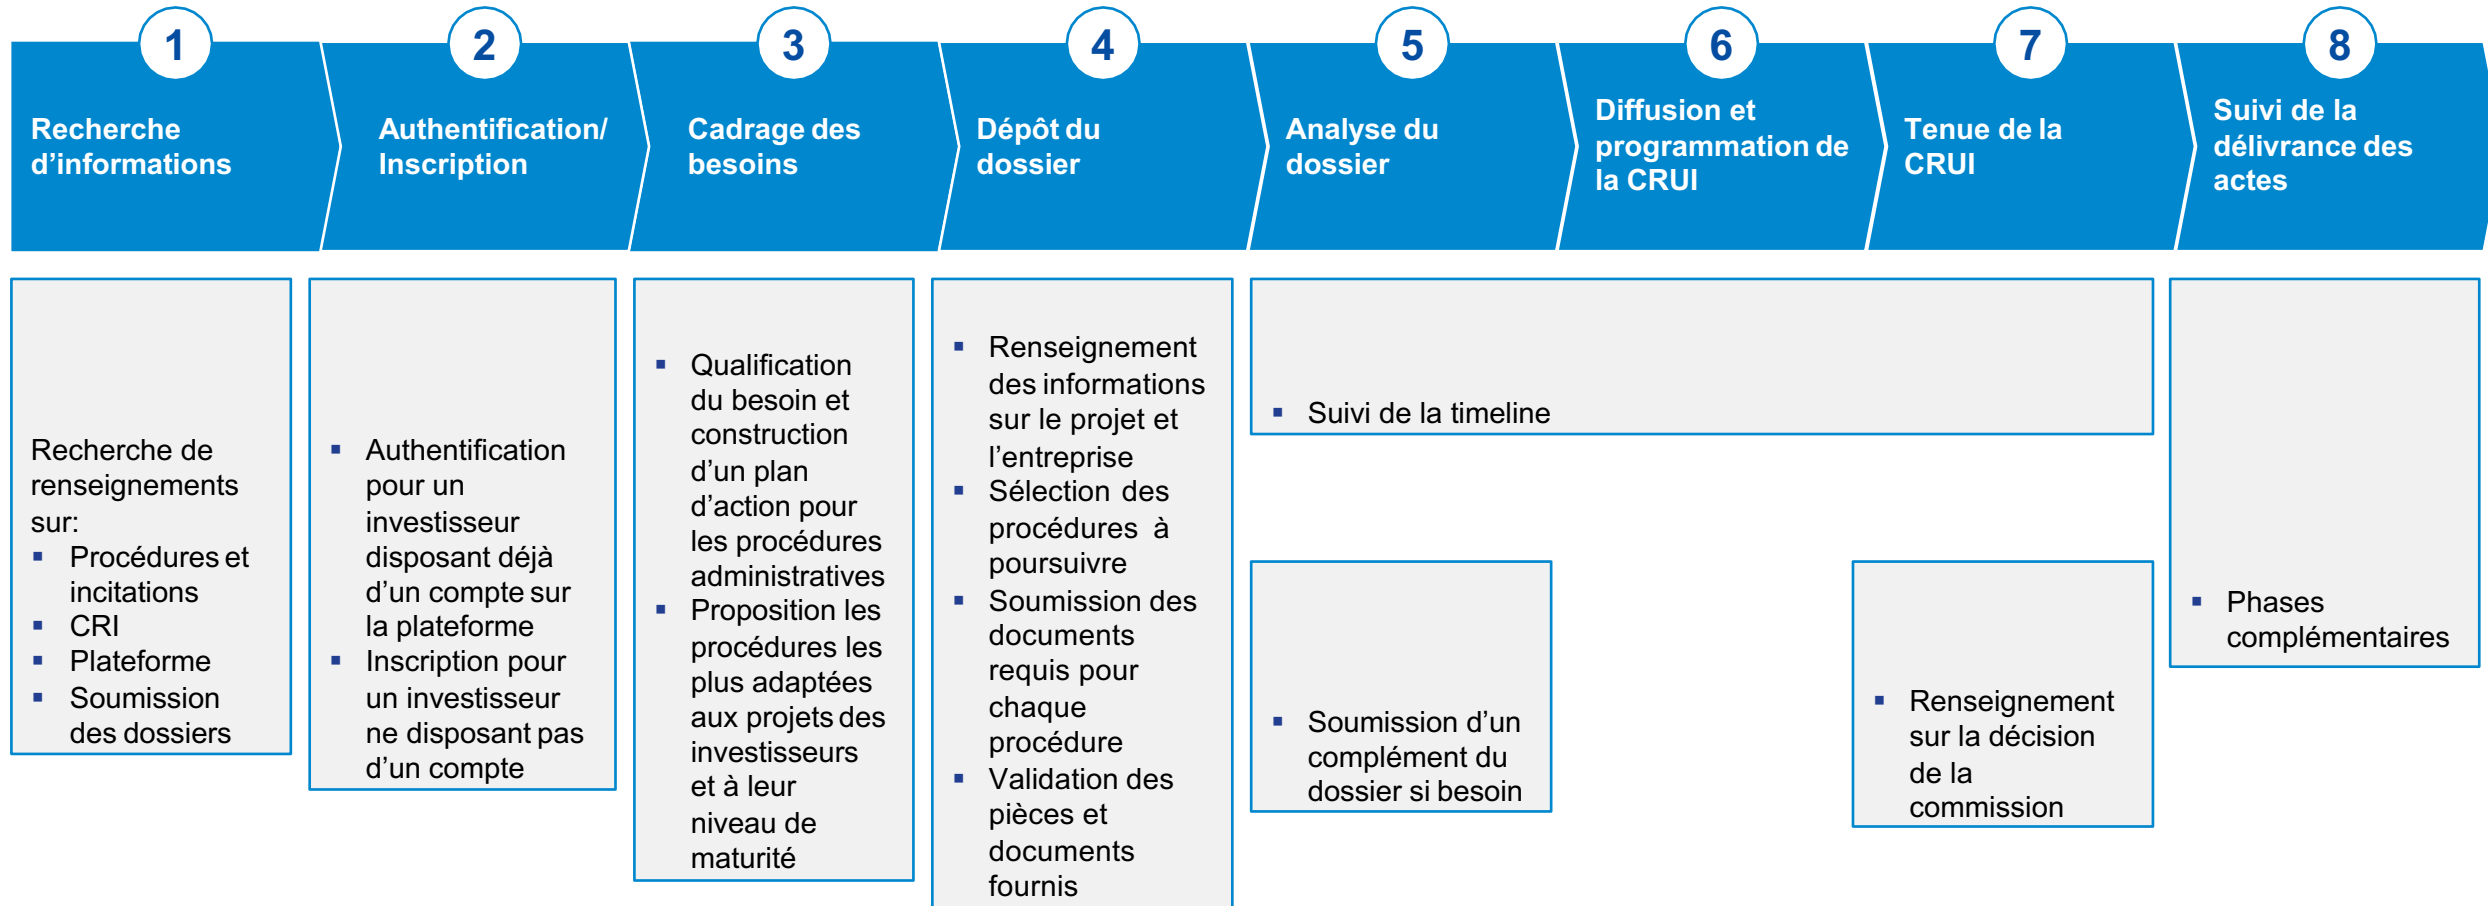 1
2
3
4
5
6
7
8
Recherche
d’informations
Authentification/
Inscription
Cadrage des
besoins
Dépôt du
dossier
Analyse du
dossier
Diffusion et
programmation de
la CRUI
Tenue de la
CRUI
Suivi de la
délivrance des
actes
Recherche de
renseignements
sur:
▪ Procédures et
incitations
▪ CRI
▪ Plateforme
▪ Soumission
des dossiers
▪ Authentification
pour un
investisseur
disposant déjà
d’un compte sur
la plateforme
▪ Inscription pour
un investisseur
ne disposant pas
d’un compte
▪ Qualification
du besoin et
construction
d’un plan
d’action pour
les procédures
administratives
▪ Proposition les
procédures les
plus adaptées
aux projets des
investisseurs
et à leur
niveau de
maturité
▪ Renseignement
des informations
sur le projet et
l’entreprise
▪ Sélection des
procédures à
poursuivre
▪ Soumission des
documents
requis pour
chaque
procédure
▪ Validation des
pièces et
documents
fournis
▪ Suivi de la timeline
▪ Soumission d’un
complément du
dossier si besoin
▪ Renseignement
sur la décision
de la
commission
▪ Phases
complémentaires